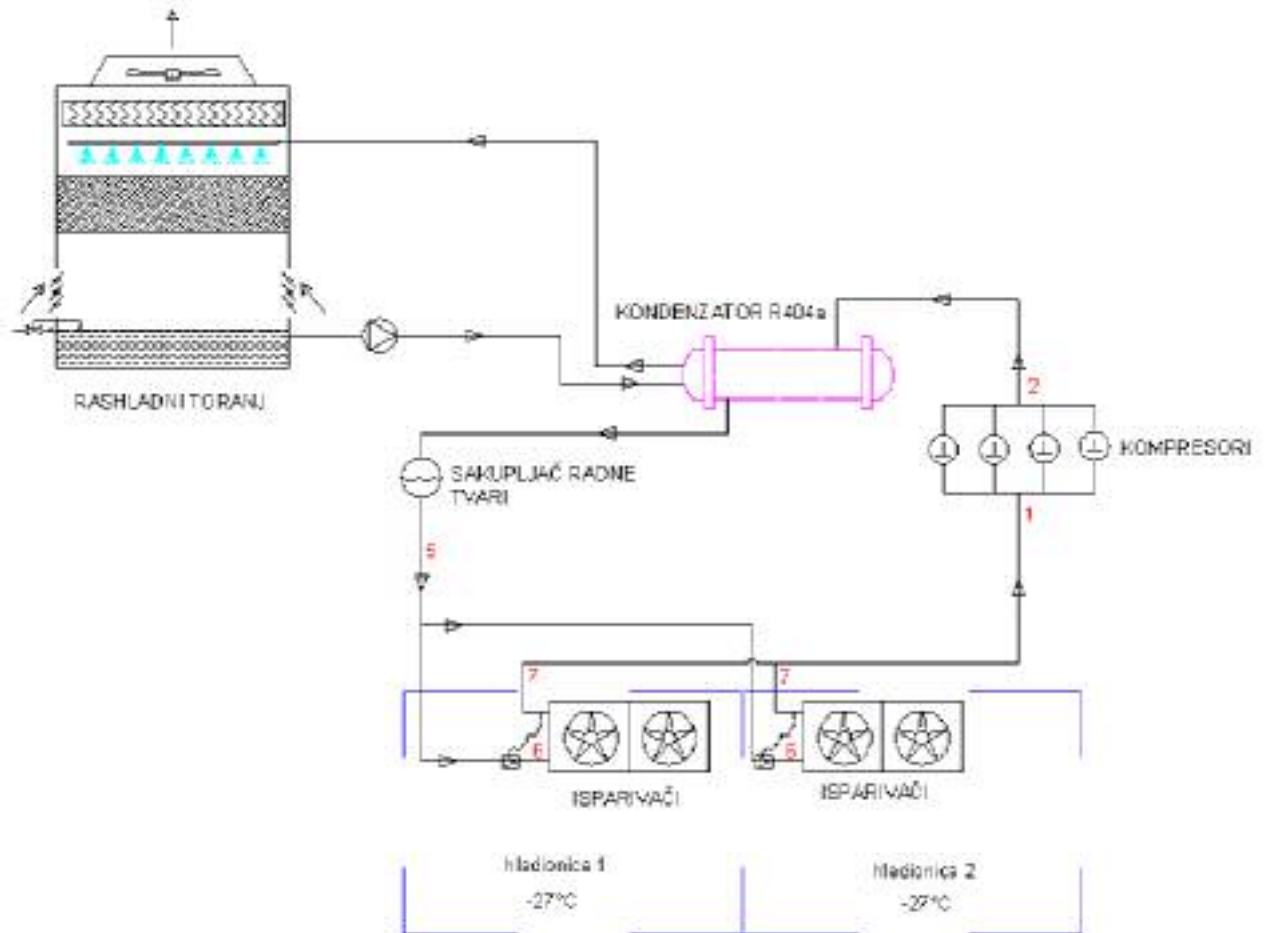 KONDENZATOR R404a
RASHLADNI TORANJ
2
KOMPRESORI
SAKUPLJAČ RADNE
TVARI
1
5
7
7
6
6
ISPARIVAČI
ISPARIVAČI
hladionica 1
-27°C
hladionica 2
-27°C